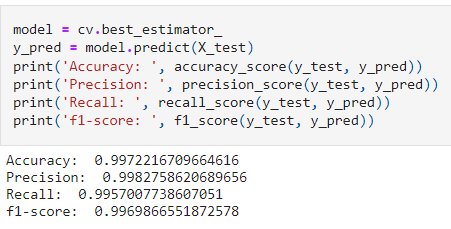 model = cv.best_estimator_
y_pred = model.predict(X_test)
print('Accuracy: ', accuracy_score(y_test, y_pred))
print('Precision: ', precision_score(y_test, y_pred))
print('Recall: ', recall_score(y_test, y_pred))
print('f1-score: ', f1_score(y_test, y_pred))
Accuracy:  0.9972216709664616
Precision:  0.9982758620689656
Recall:  0.9957007738607051
f1-score:  0.9969866551872578